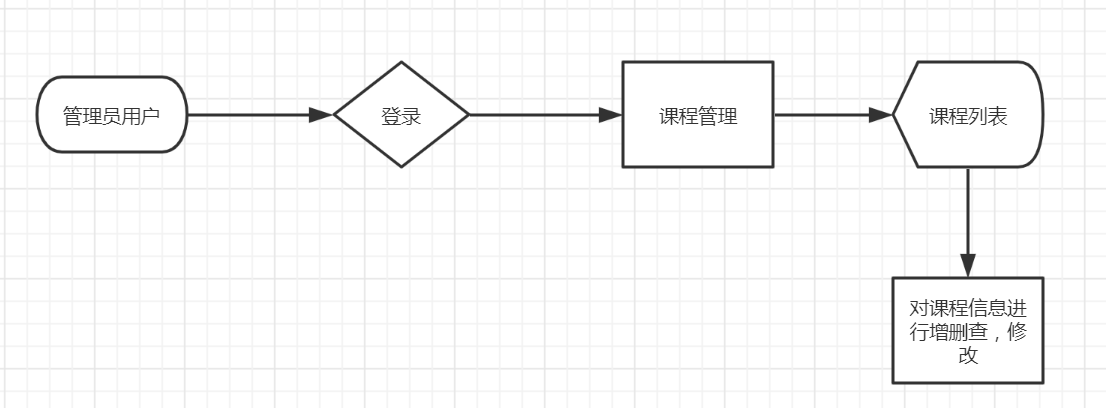 管理员用户
登录
课程管理
课程列表
对课程信息进
行增删查，修
改